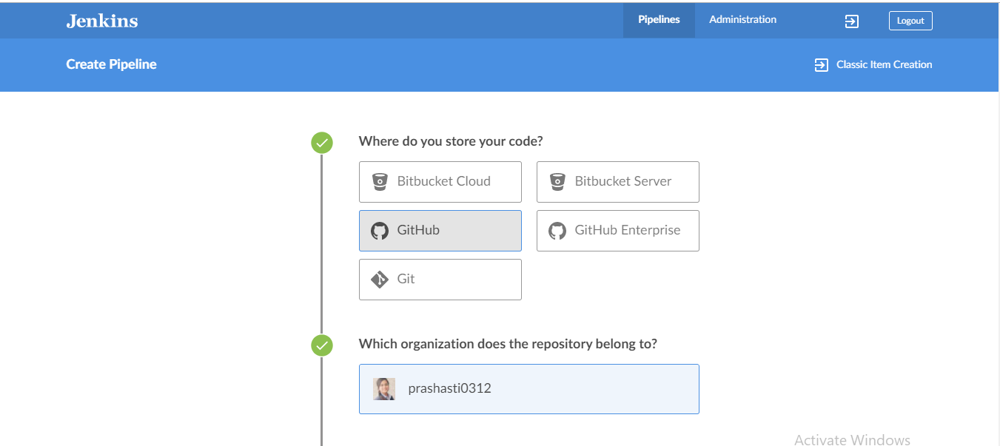 Jenkins
Pipelines
Administration
Logout
Create Pipeline
Classic Item Creation
Where do you store your code?
Bitbucket Cloud
Bitbucket Server
GitHub
GitHub Enterprise
Git
Which organization does the repository belong to?
prashasti0312
Activate Windows